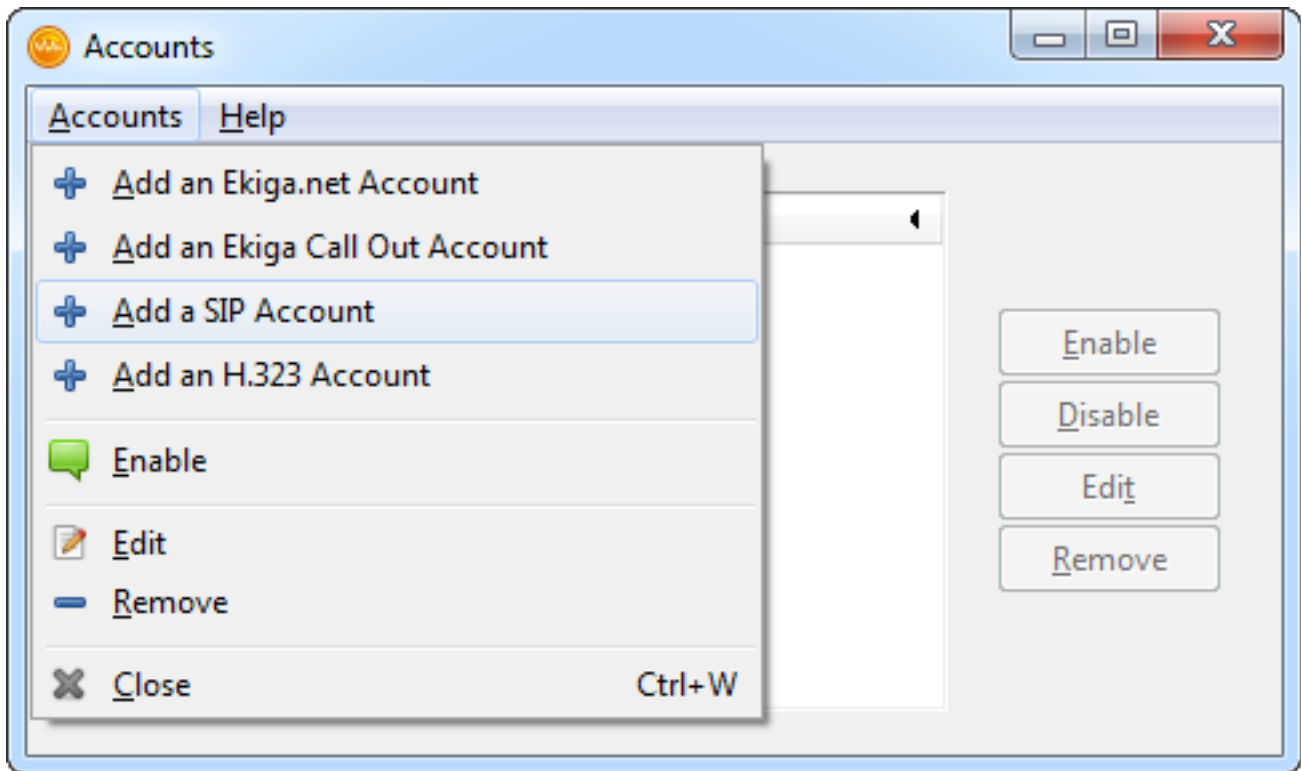 Accounts
Accounts Help
Add an Ekiga.net Account
Add an Ekiga Call Out Account
Add a SIP Account
Add an H.323 Account
Enable
Edit
Remove
Close Ctrl+W
Enable
Disable
Edit
Remove